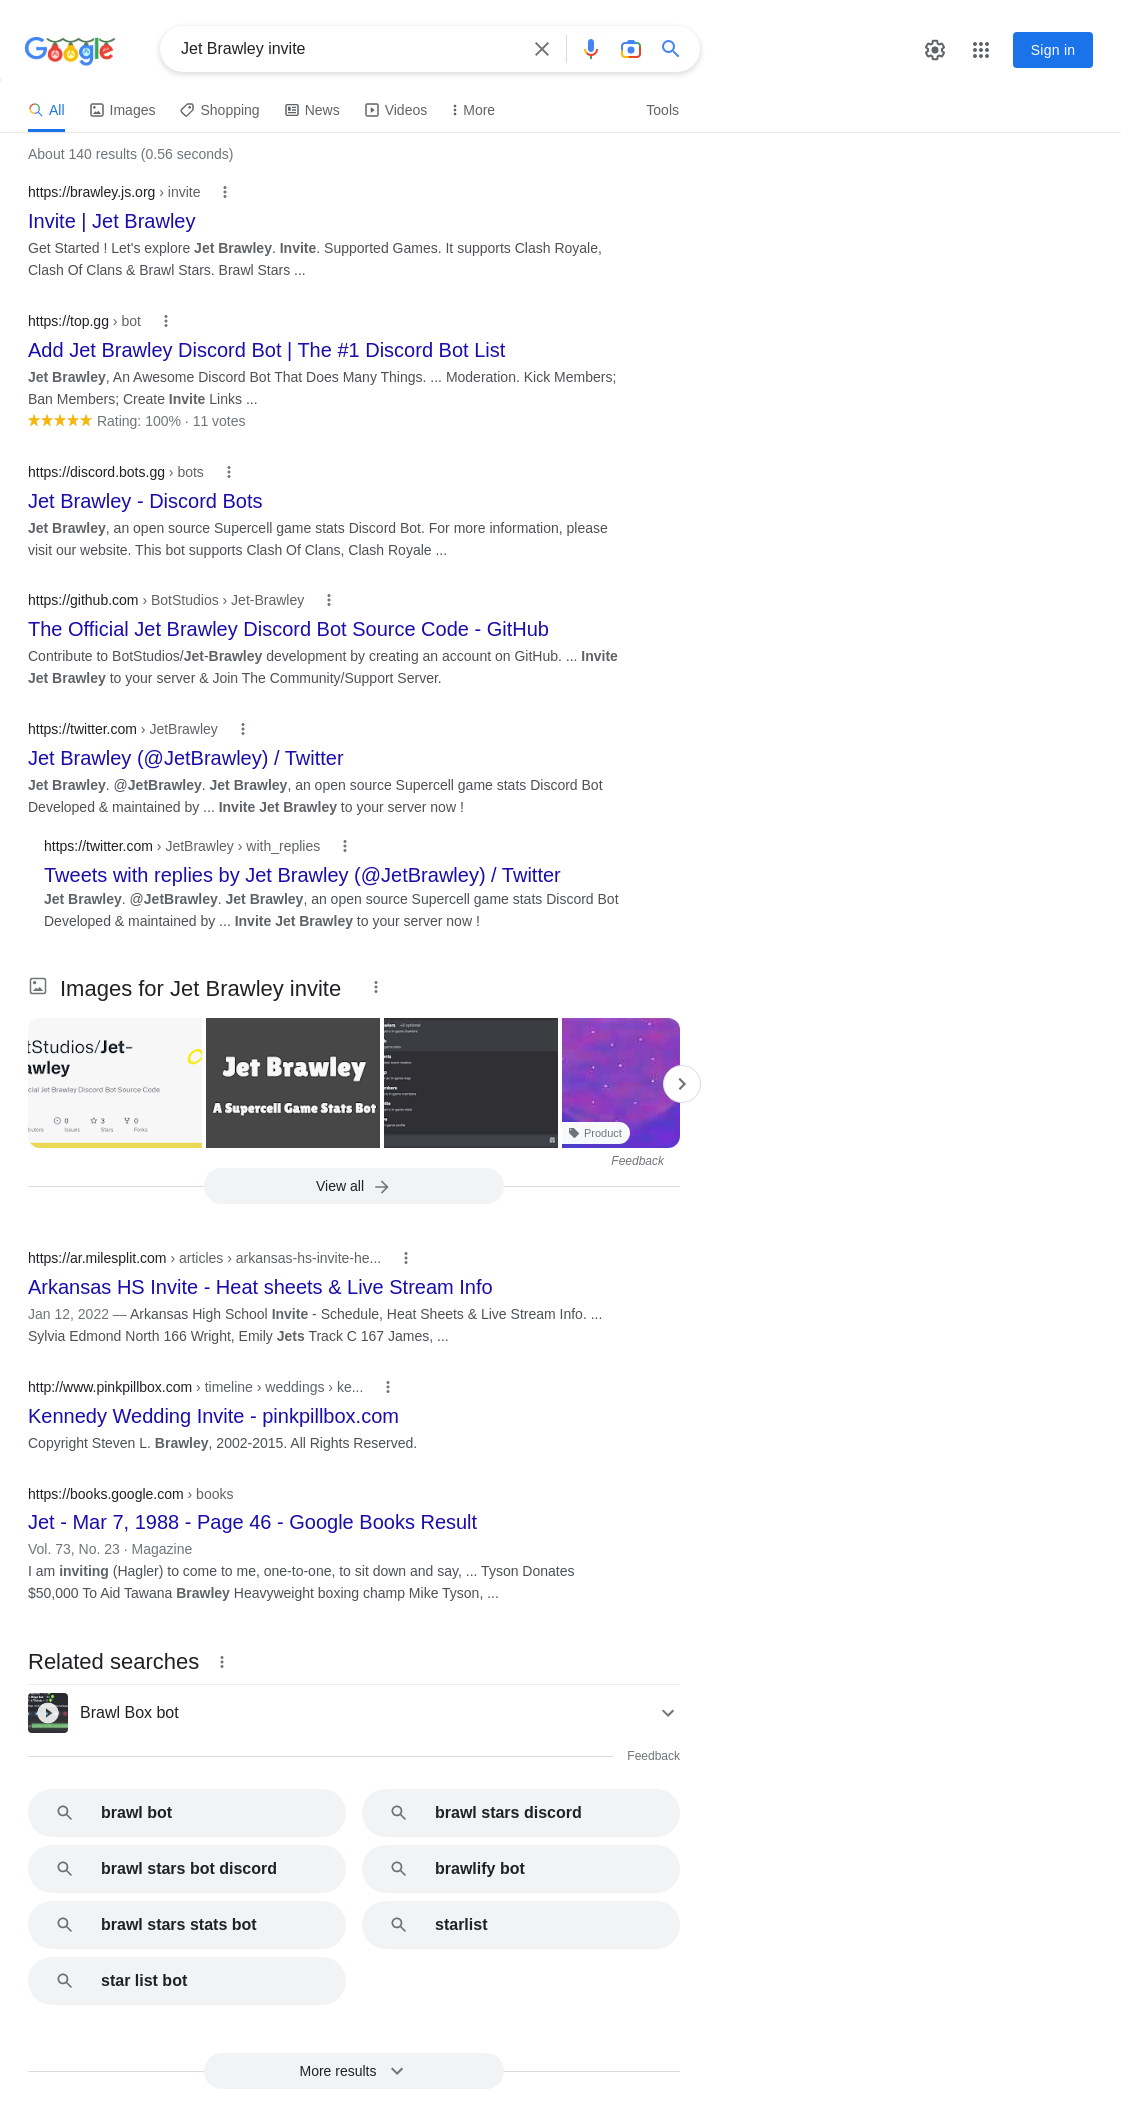 Google
Jet Brawley invite
Sign in
All
Images
Shopping
News
Videos
More
Tools
About 140 results (0.56 seconds)
https://brawley.js.org › invite
Invite | Jet Brawley
Get Started ! Let's explore Jet Brawley. Invite. Supported Games. It supports Clash Royale,
Clash Of Clans & Brawl Stars. Brawl Stars ...
https://top.gg › bot
Add Jet Brawley Discord Bot | The #1 Discord Bot List
Jet Brawley, An Awesome Discord Bot That Does Many Things. ... Moderation. Kick Members;
Ban Members; Create Invite Links ...
Rating: 100% · 11 votes
https://discord.bots.gg › bots
Jet Brawley - Discord Bots
Jet Brawley, an open source Supercell game stats Discord Bot. For more information, please
visit our website. This bot supports Clash Of Clans, Clash Royale ...
https://github.com › BotStudios › Jet-Brawley
The Official Jet Brawley Discord Bot Source Code - GitHub
Contribute to BotStudios/Jet-Brawley development by creating an account on GitHub. ... Invite
Jet Brawley to your server & Join The Community/Support Server.
https://twitter.com › JetBrawley
Jet Brawley (@JetBrawley) / Twitter
Jet Brawley. @JetBrawley. Jet Brawley, an open source Supercell game stats Discord Bot
Developed & maintained by ... Invite Jet Brawley to your server now !
https://twitter.com › JetBrawley › with_replies
Tweets with replies by Jet Brawley (@JetBrawley) / Twitter
Jet Brawley. @JetBrawley. Jet Brawley, an open source Supercell game stats Discord Bot
Developed & maintained by ... Invite Jet Brawley to your server now !
Images for Jet Brawley invite
tStudios/Jet-
awley
cial Jet Brawley Discord Bot Source Code
0
3
0
Issues
Stars
Forks
Jet Brawley
A Supercell Game Stats Bot
Product
Feedback
View all
https://ar.milesplit.com › articles › arkansas-hs-invite-he...
Arkansas HS Invite - Heat sheets & Live Stream Info
Jan 12, 2022 — Arkansas High School Invite - Schedule, Heat Sheets & Live Stream Info. ...
Sylvia Edmond North 166 Wright, Emily Jets Track C 167 James, ...
http://www.pinkpillbox.com › timeline › weddings › ke...
Kennedy Wedding Invite - pinkpillbox.com
Copyright Steven L. Brawley, 2002-2015. All Rights Reserved.
https://books.google.com › books
Jet - Mar 7, 1988 - Page 46 - Google Books Result
Vol. 73, No. 23 · Magazine
I am inviting (Hagler) to come to me, one-to-one, to sit down and say, ... Tyson Donates
$50,000 To Aid Tawana Brawley Heavyweight boxing champ Mike Tyson, ...
Related searches
Brawl Box bot
Feedback
brawl bot
brawl stars discord
brawl stars bot discord
brawlify bot
brawl stars stats bot
starlist
star list bot
More results